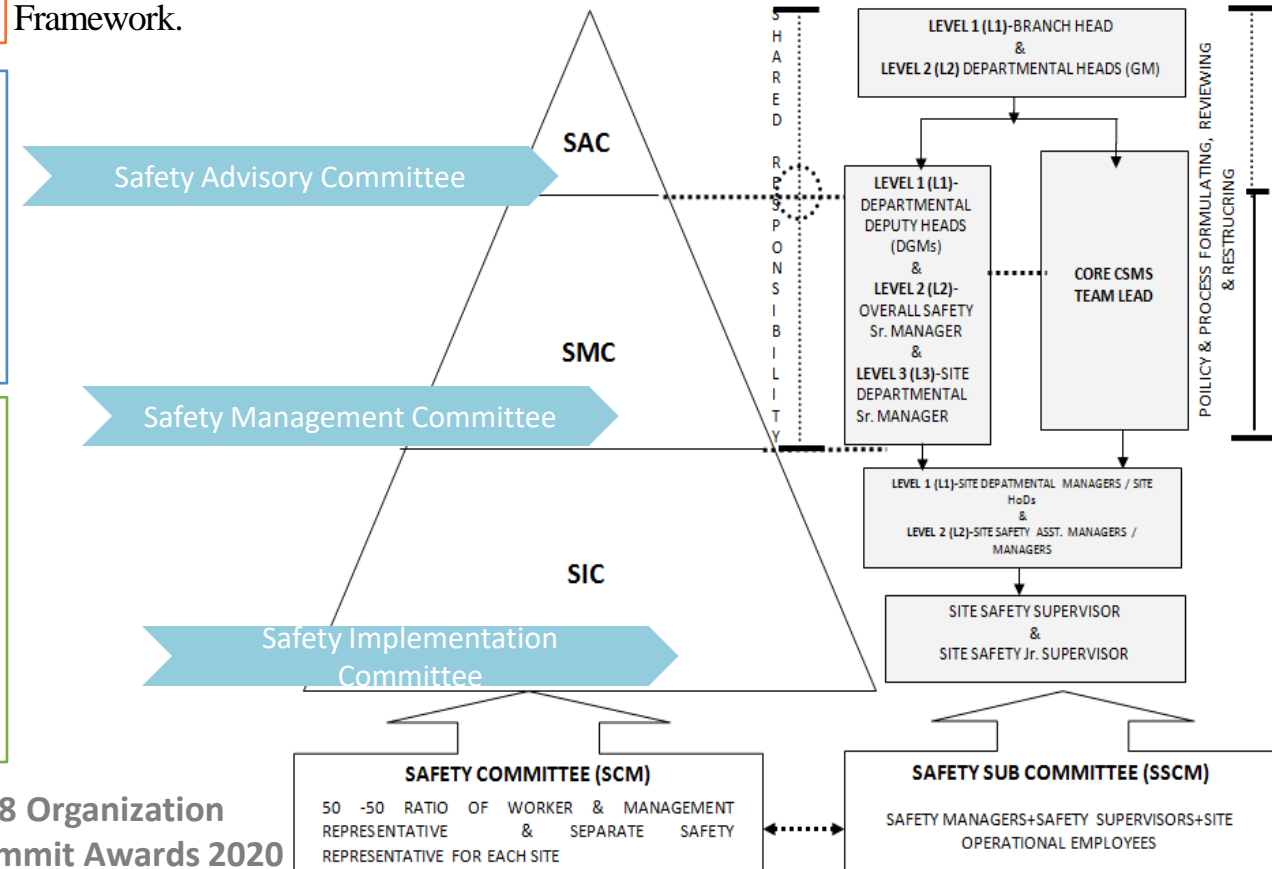 Framework.
SAC
Safety Advisory Committee
SMC
Safety Management Committee
SIC
Safety Implementation
Committee
SHARED RESPONSIBILITY
LEVEL 1 (L1)-BRANCH HEAD
&
LEVEL 2 (L2) DEPARTMENTAL HEADS (GM)
LEVEL 1 (L1)-
DEPARTMENTAL
DEPUTY HEADS
(DGMs)
&
LEVEL 2 (L2)-
OVERALL SAFETY
Sr. MANAGER
&
LEVEL 3 (L3)-SITE
DEPARTMENTAL
Sr. MANAGER
CORE CSMS
TEAM LEAD
POILICY & PROCESS FORMULATING, REVIEWING
& RESTRUCRING
LEVEL 1 (L1)-SITE DEPATMENTAL MANAGERS / SITE
HoDs
&
LEVEL 2 (L2)-SITE SAFETY ASST. MANAGERS /
MANAGERS
SITE SAFETY SUPERVISOR
&
SITE SAFETY Jr. SUPERVISOR
SAFETY COMMITTEE (SCM)
50 -50 RATIO OF WORKER & MANAGEMENT
REPRESENTATIVE & SEPARATE SAFETY
REPRESENTATIVE FOR EACH SITE
SAFETY SUB COMMITTEE (SSCM)
SAFETY MANAGERS+SAFETY SUPERVISORS+SITE
OPERATIONAL EMPLOYEES
8 Organization
mmit Awards 2020